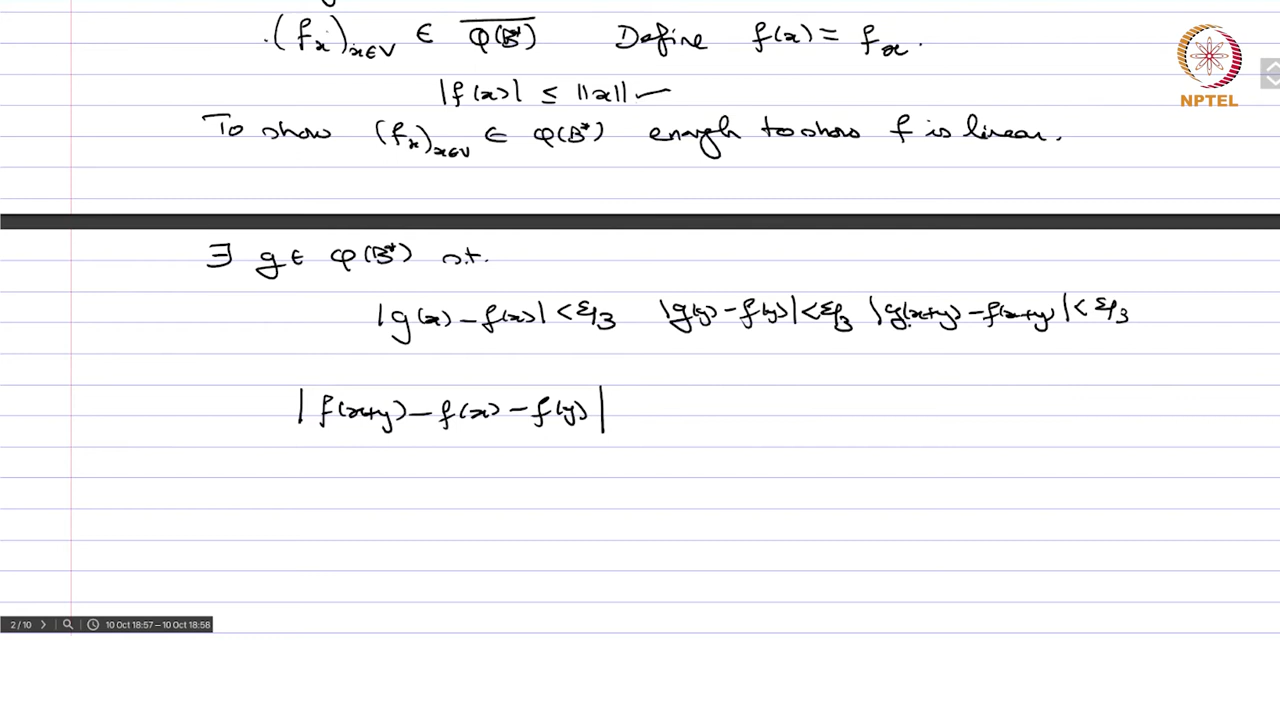 (f_x)_{x∈V} ∈ \overline{φ(B*)} Define f(x) = f_x.
|f(x)| ≤ ||x||
NPTEL
To show (f_x)_{x∈V} ∈ φ(B*) enough to show f is linear.
∃ g ∈ φ(B*) s.t.
|g(x) - f(x)| < ε/3 |g(y) - f(y)| < ε/3 |g(x+y) - f(x+y)| < ε/3
|f(x+y) - f(x) - f(y)|
2 / 10 10 Oct 18:57 – 10 Oct 18:58